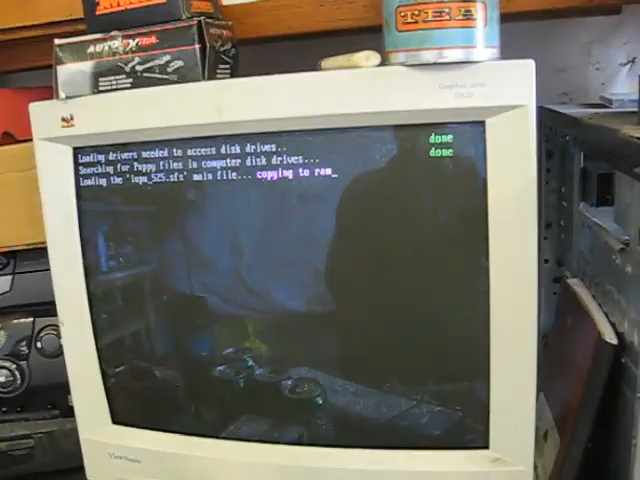 TEA
Loading drivers needed to access disk drives.. done
Searching for Puppy files in computer disk drives... done
Loading the 'lupu_525.sfs' main file... copying to ram_
ViewSonic